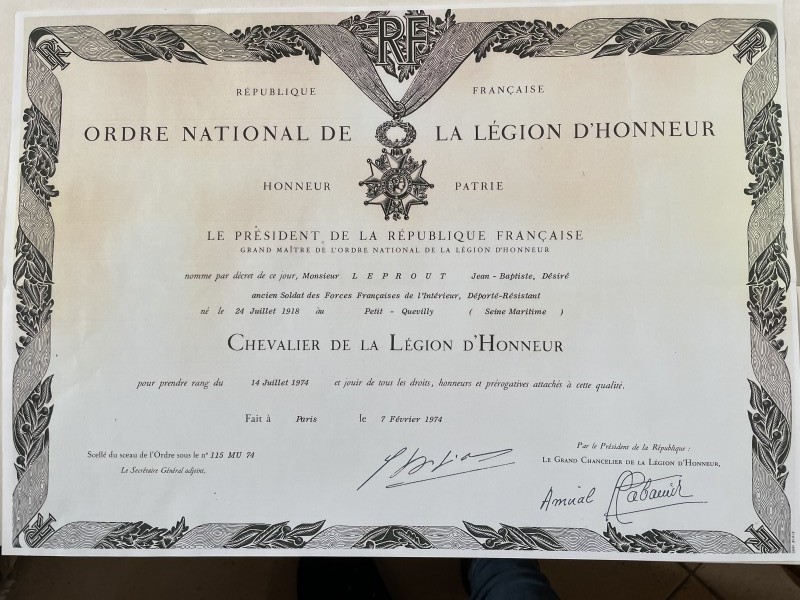 RF
RF
RF
RÉPUBLIQUE FRANÇAISE
ORDRE NATIONAL DE LA LÉGION D'HONNEUR
HONNEUR PATRIE
LE PRÉSIDENT DE LA RÉPUBLIQUE FRANÇAISE
GRAND MAÎTRE DE L'ORDRE NATIONAL DE LA LÉGION D'HONNEUR
nomme par décret de ce jour, Monsieur LEPROUT Jean-Baptiste, Désiré
ancien Soldat des Forces Françaises de l'Intérieur, Déporté-Résistant
né le 24 Juillet 1918 au Petit-Quevilly (Seine Maritime)
CHEVALIER DE LA LÉGION D'HONNEUR
pour prendre rang du 14 Juillet 1974 et jouir de tous les droits, honneurs et prérogatives attachés à cette qualité.
Fait à Paris le 7 Février 1974
Par le Président de la République :
Scellé du sceau de l'Ordre sous le n° 115 MU 74
LE GRAND CHANCELIER DE LA LÉGION D'HONNEUR,
Le Secrétaire Général adjoint,
Amiral Cabanier
RF
RF